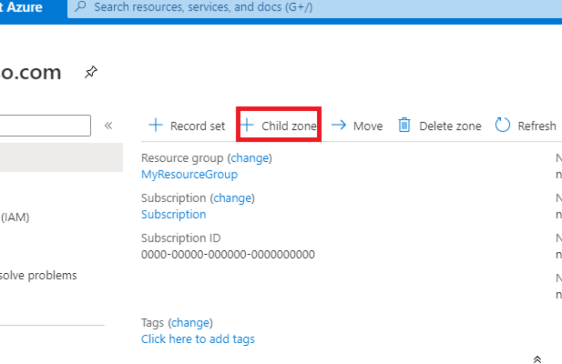 t Azure
Search resources, services, and docs (G+/)
so.com
Record set
Child zone
Move
Delete zone
Refresh
Resource group (change)
MyResourceGroup
Subscription (change)
Subscription
(IAM)
Subscription ID
0000-00000-000000-0000000000
solve problems
Tags (change)
Click here to add tags